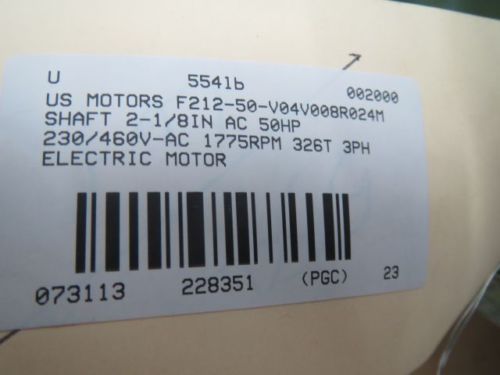 U 554lb 002000
US MOTORS F212-50-V04V008R024M
SHAFT 2-1/8IN AC 50HP
230/460V-AC 1775RPM 326T 3PH
ELECTRIC MOTOR
073113 228351 (PGC) 23